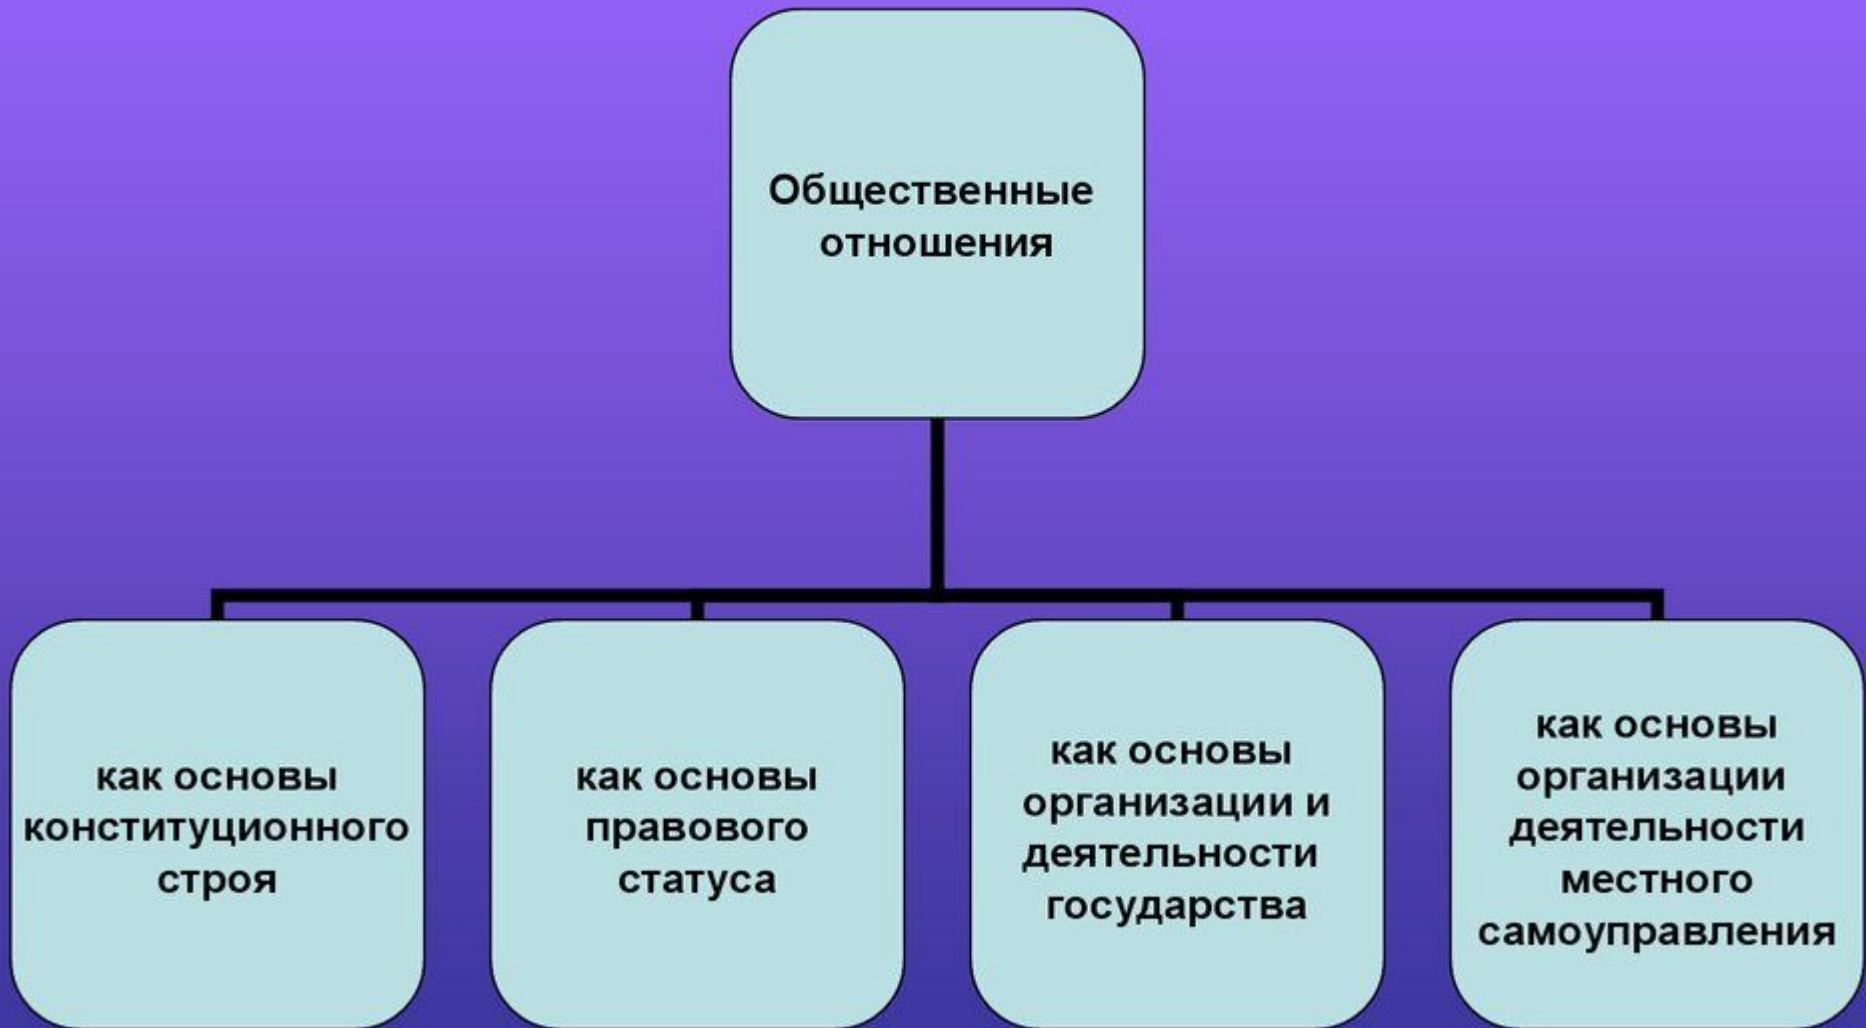 Общественные
отношения
как основы
конституционного
строя
как основы
правового
статуса
как основы
организации и
деятельности
государства
как основы
организации
деятельности
местного
самоуправления